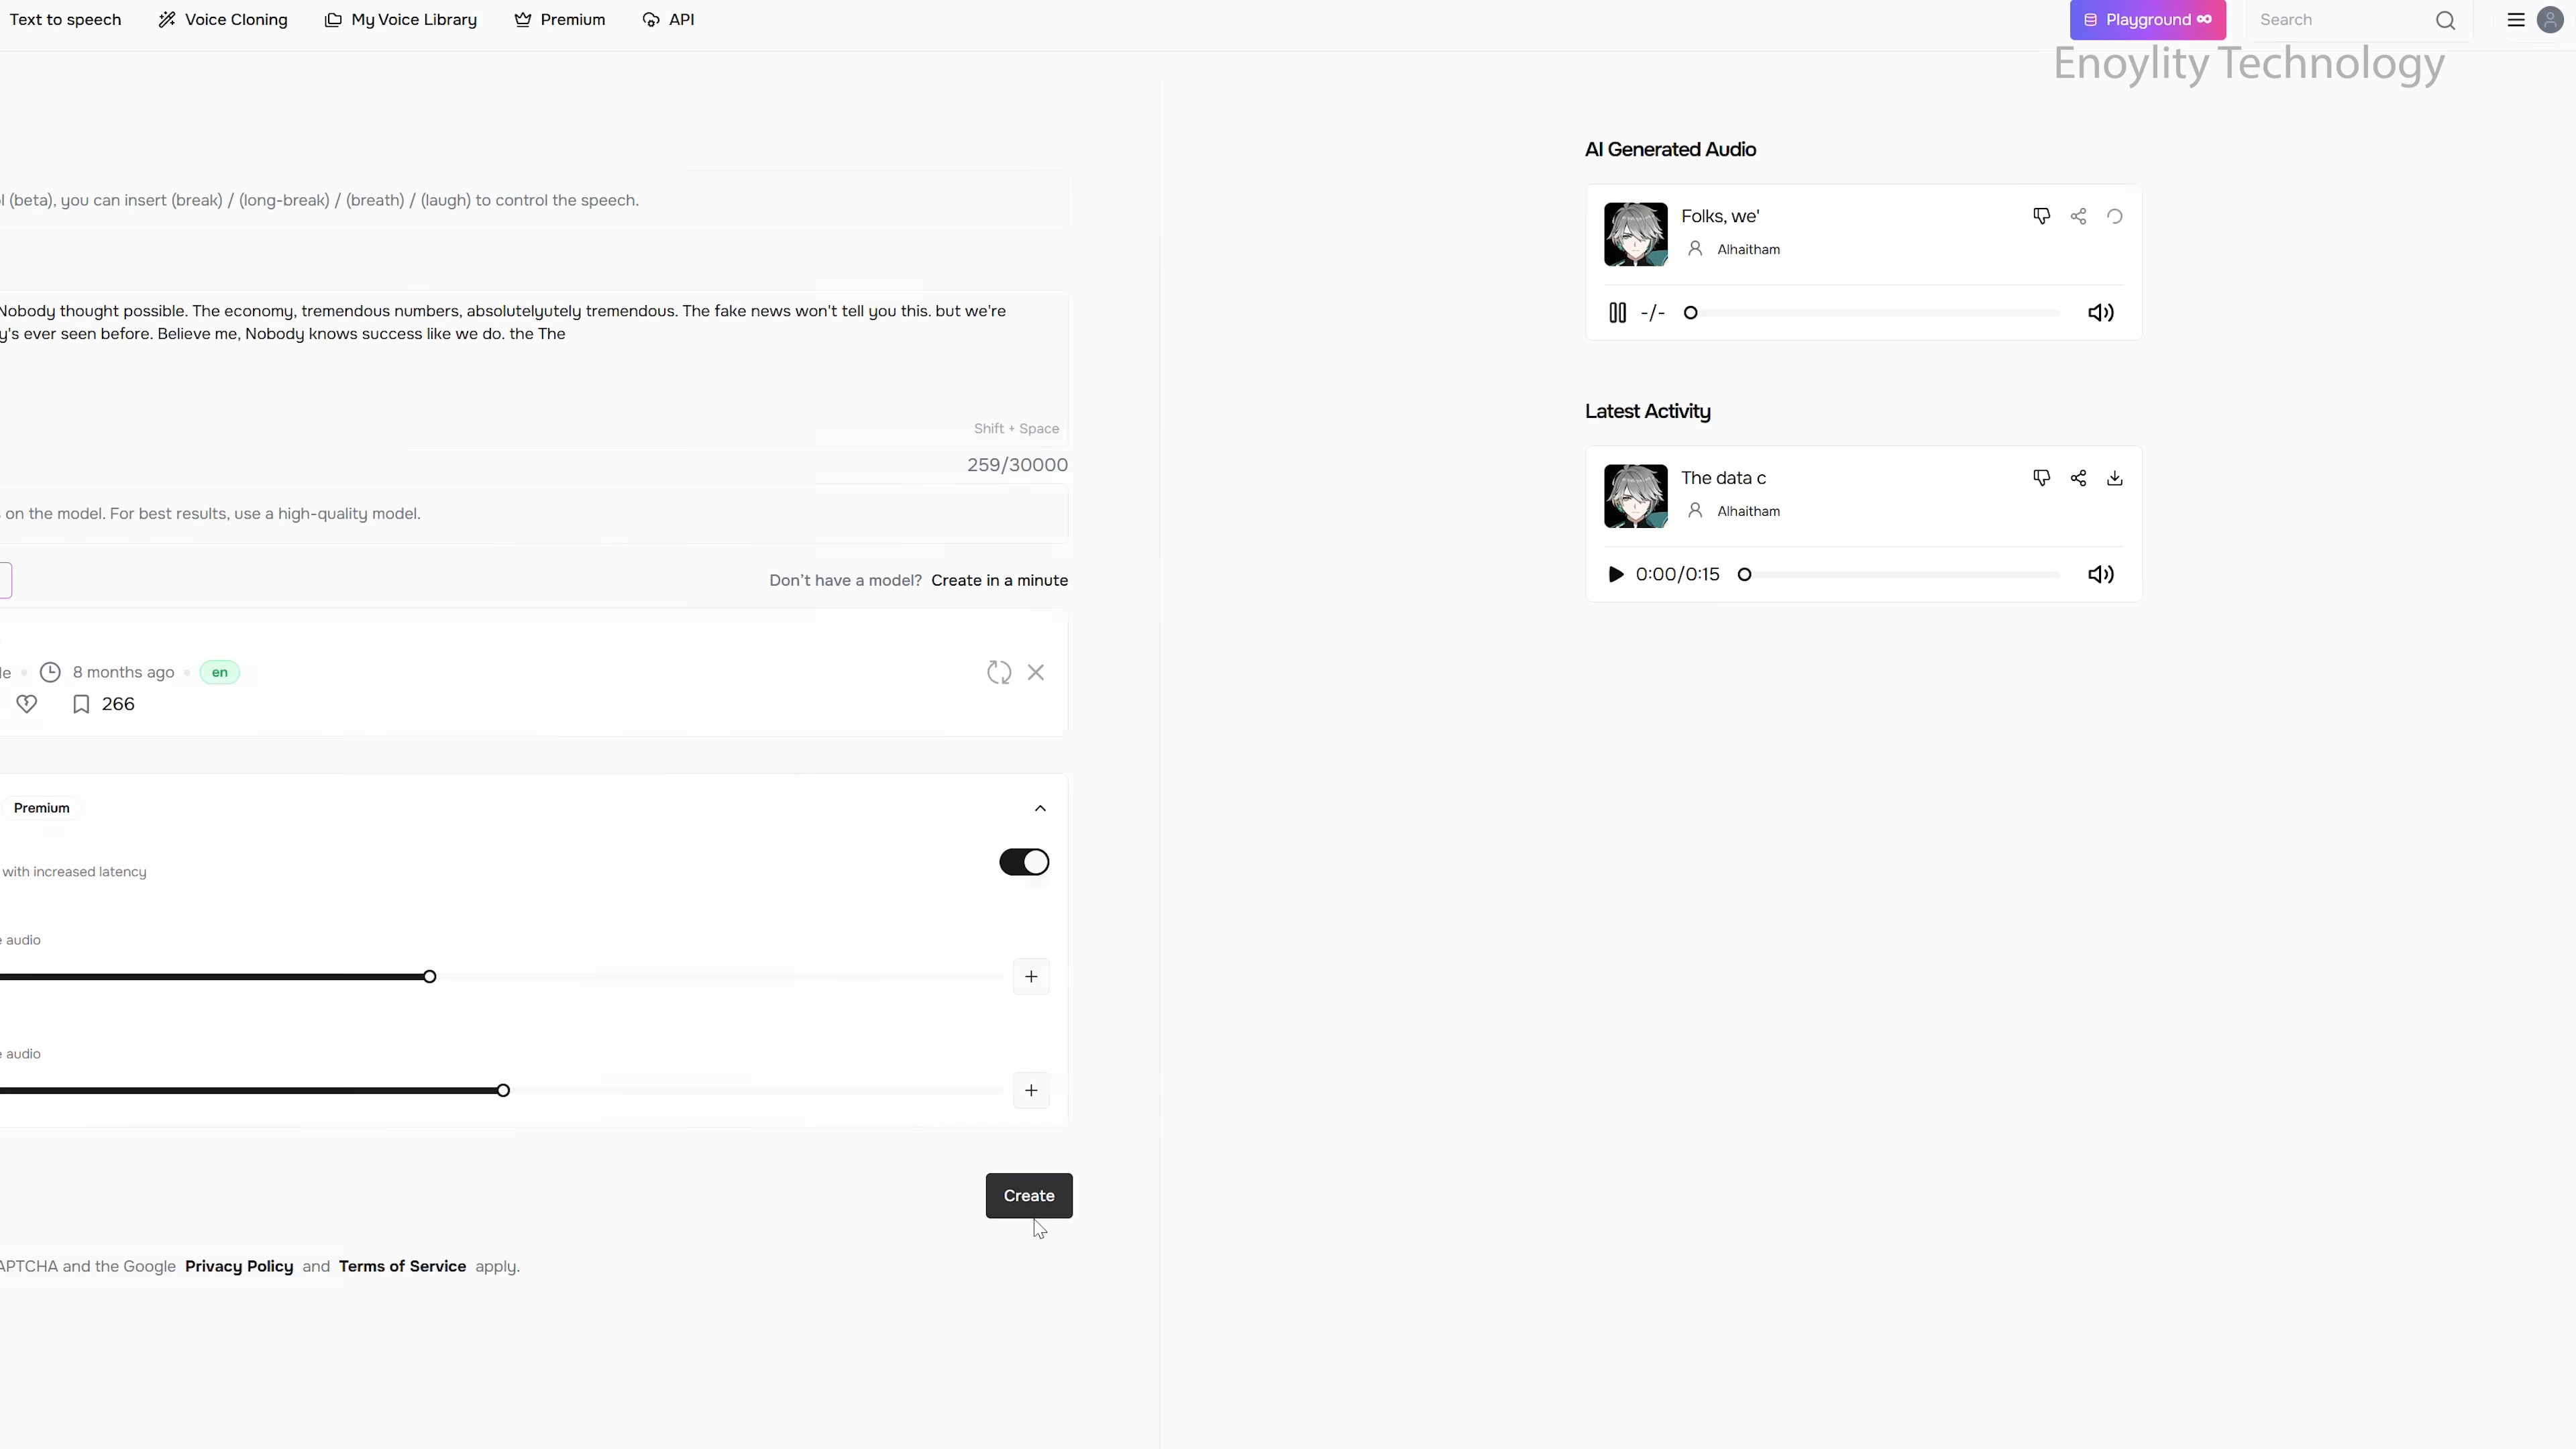 Text to speech
Voice Cloning
My Voice Library
Premium
API
Playground
Search
Enoylity Technology
(beta), you can insert (break) / (long-break) / (breath) / (laugh) to control the speech.
Nobody thought possible. The economy, tremendous numbers, absolutelyutely tremendous. The fake news won't tell you this. but we're
y's ever seen before. Believe me, Nobody knows success like we do. the The
Shift + Space
259/30000
on the model. For best results, use a high-quality model.
Don't have a model? Create in a minute
8 months ago
en
266
Premium
with increased latency
audio
audio
Create
APTCHA and the Google Privacy Policy and Terms of Service apply.
AI Generated Audio
Folks, we'
Alhaitham
-/-
Latest Activity
The data c
Alhaitham
0:00/0:15